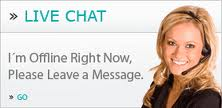 » LIVE CHAT
I´m Offline Right Now,
Please Leave a Message.
» GO